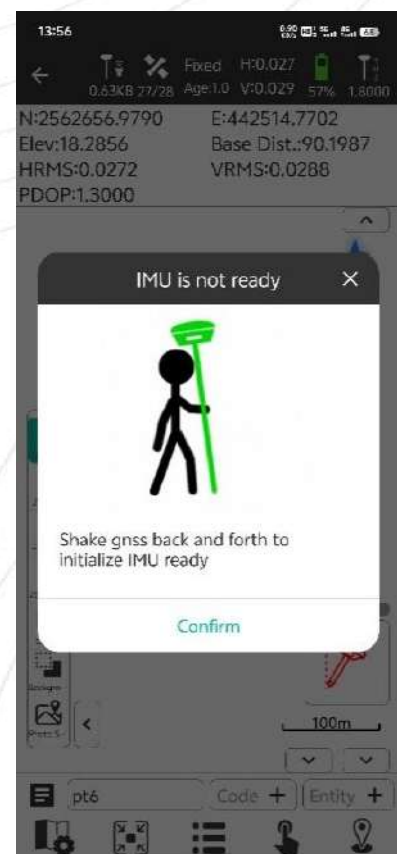 13:56
Fixed H:0.027
0.63KB 27/28 Age:1.0 V:0.029 57% 1.8000
N:2562656.9790 E:442514.7702
Elev:18.2856 Base Dist.:90.1987
HRMS:0.0272 VRMS:0.0288
PDOP:1.3000
IMU is not ready
Shake gnss back and forth to
initialize IMU ready
Confirm
100m
pt6 Code + Entity +